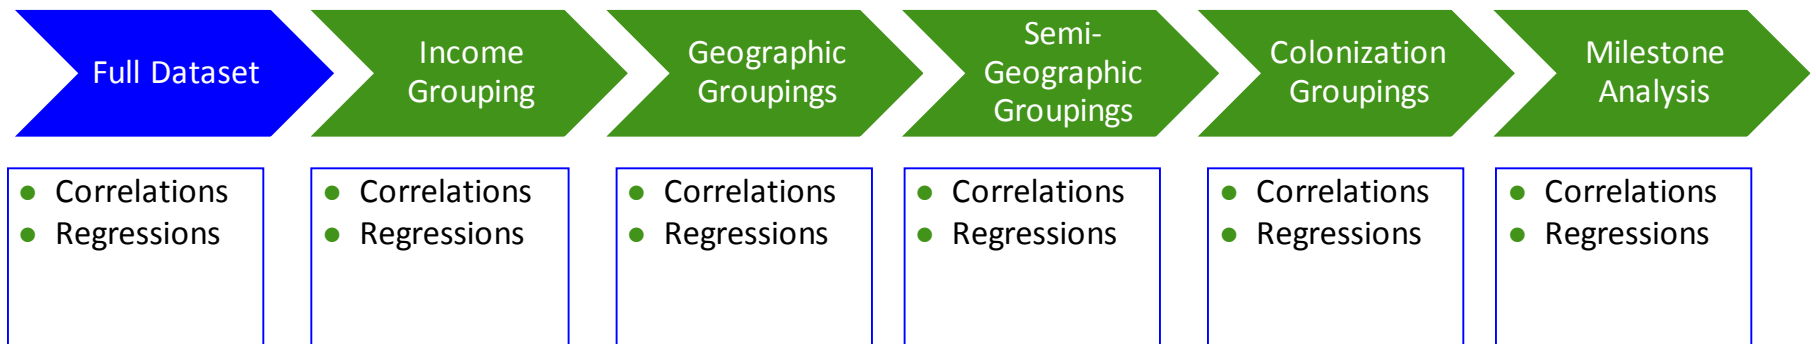 Full Dataset
Income
Grouping
Geographic
Groupings
Semi-
Geographic
Groupings
Colonization
Groupings
Milestone
Analysis
● Correlations
● Regressions
● Correlations
● Regressions
● Correlations
● Regressions
● Correlations
● Regressions
● Correlations
● Regressions
● Correlations
● Regressions